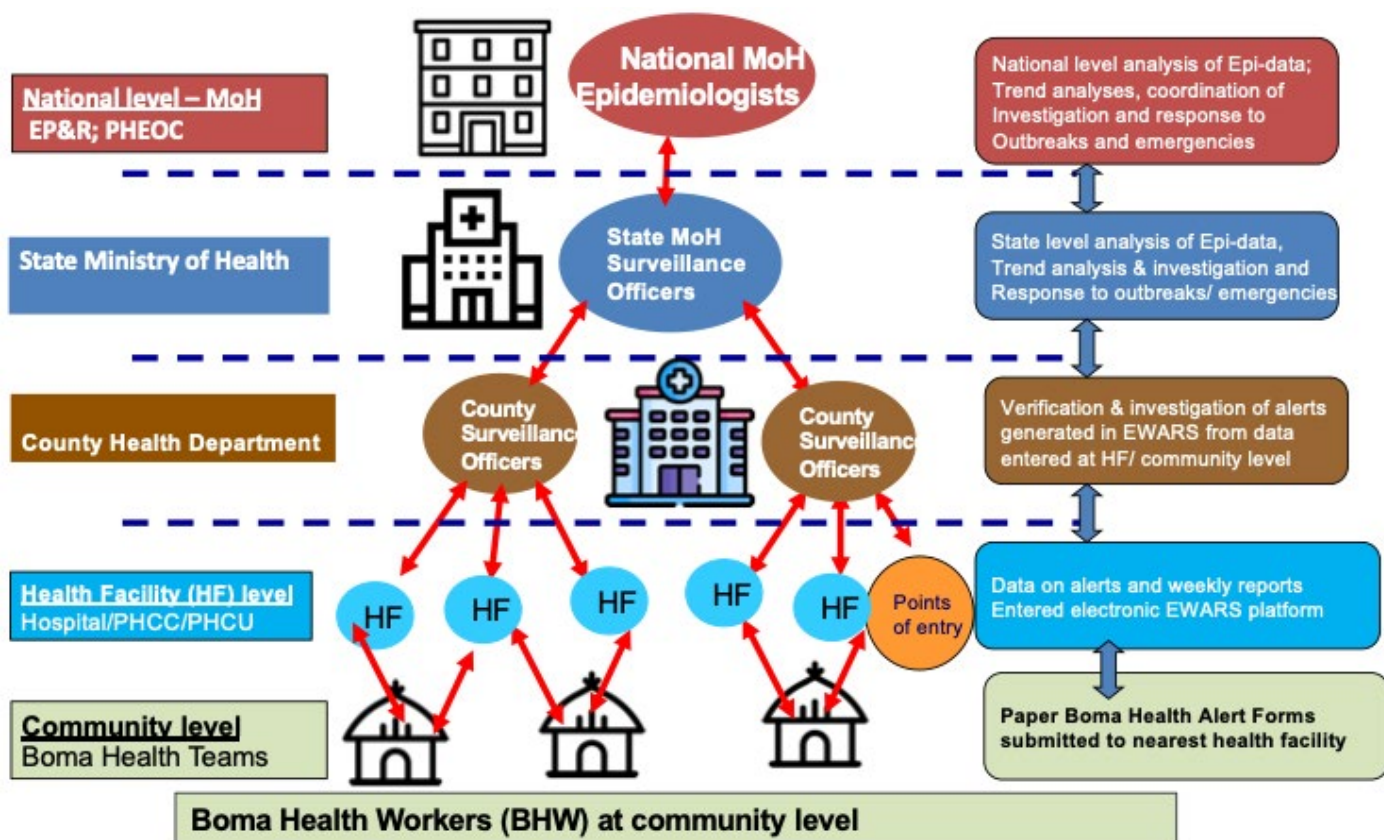 National MoH
Epidemiologists
National level – MoH
EP&R; PHEOC
National level analysis of Epi-data;
Trend analyses, coordination of
Investigation and response to
Outbreaks and emergencies
State Ministry of Health
State MoH
Surveillance
Officers
State level analysis of Epi-data,
Trend analysis & investigation and
Response to outbreaks/ emergencies
County Health Department
County
Surveillance
Officers
County
Surveillance
Officers
Verification & investigation of alerts
generated in EWARS from data
entered at HF/ community level
Health Facility (HF) level
Hospital/PHCC/PHCU
HF
HF
HF
HF
HF
Points
of entry
Data on alerts and weekly reports
Entered electronic EWARS platform
Community level
Boma Health Teams
Paper Boma Health Alert Forms
submitted to nearest health facility
Boma Health Workers (BHW) at community level